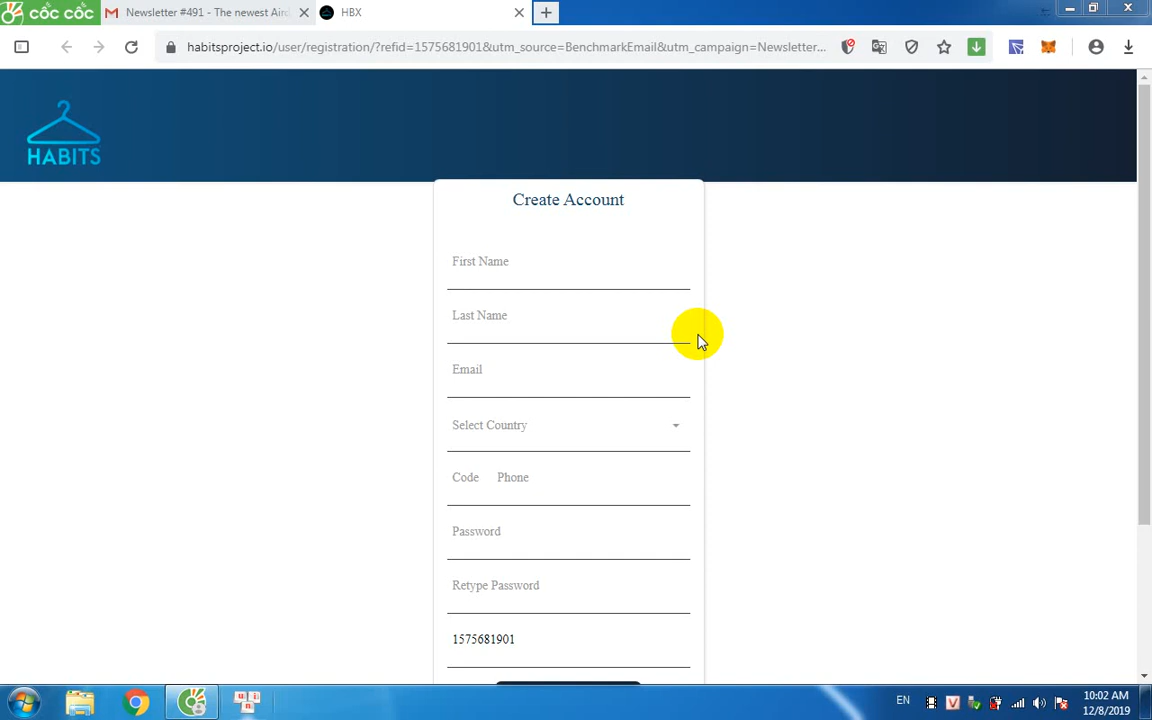 cốc cốc
Newsletter #491 - The newest Aird
HBX
habitsproject.io/user/registration/?refid=1575681901&utm_source=BenchmarkEmail&utm_campaign=Newsletter...
HABITS
Create Account
First Name
Last Name
Email
Select Country
Code Phone
Password
Retype Password
1575681901
EN
10:02 AM
12/8/2019